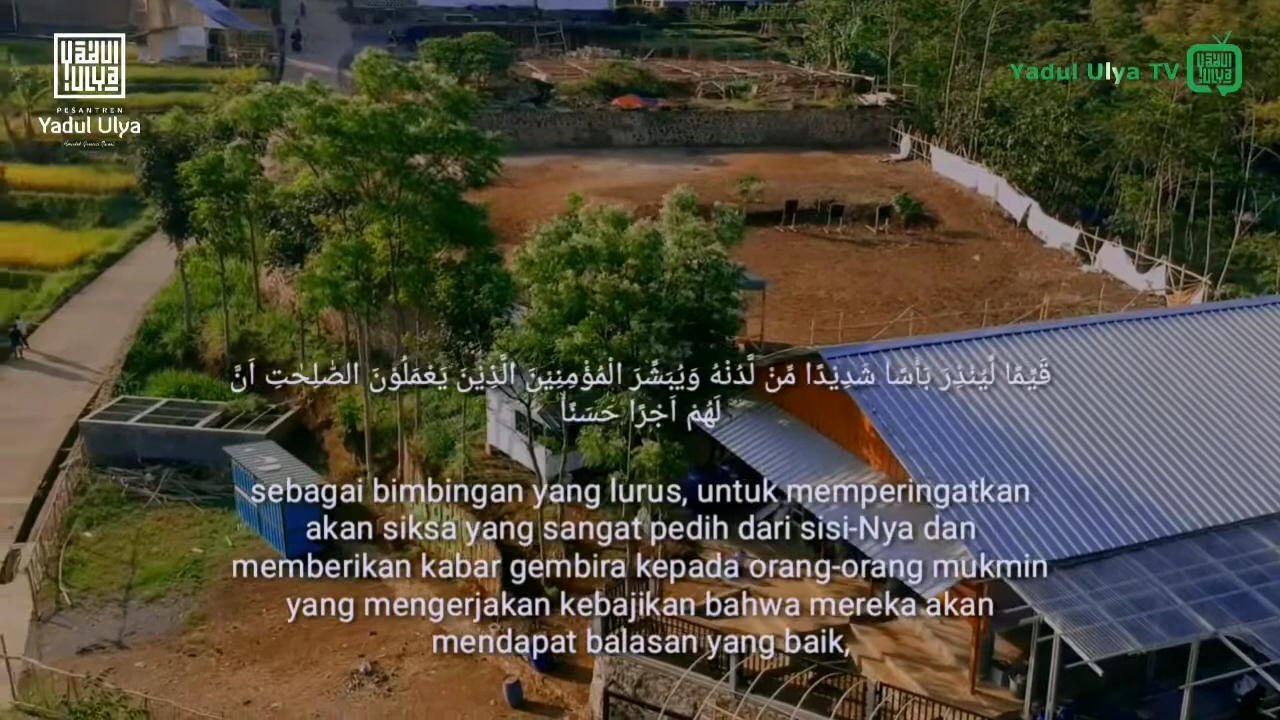 PESANTREN
Yadul Ulya
Yadul Ulya TV
قَيِّمًا لِّيُنْذِرَ بَأْسًا شَدِيْدًا مِّنْ لَّدُنْهُ وَيُبَشِّرَ الْمُؤْمِنِيْنَ الَّذِيْنَ يَعْمَلُوْنَ الصّٰلِحٰتِ اَنَّ
لَهُمْ اَجْرًا حَسَنًاۙ
sebagai bimbingan yang lurus, untuk memperingatkan
akan siksa yang sangat pedih dari sisi-Nya dan
memberikan kabar gembira kepada orang-orang mukmin
yang mengerjakan kebajikan bahwa mereka akan
mendapat balasan yang baik,